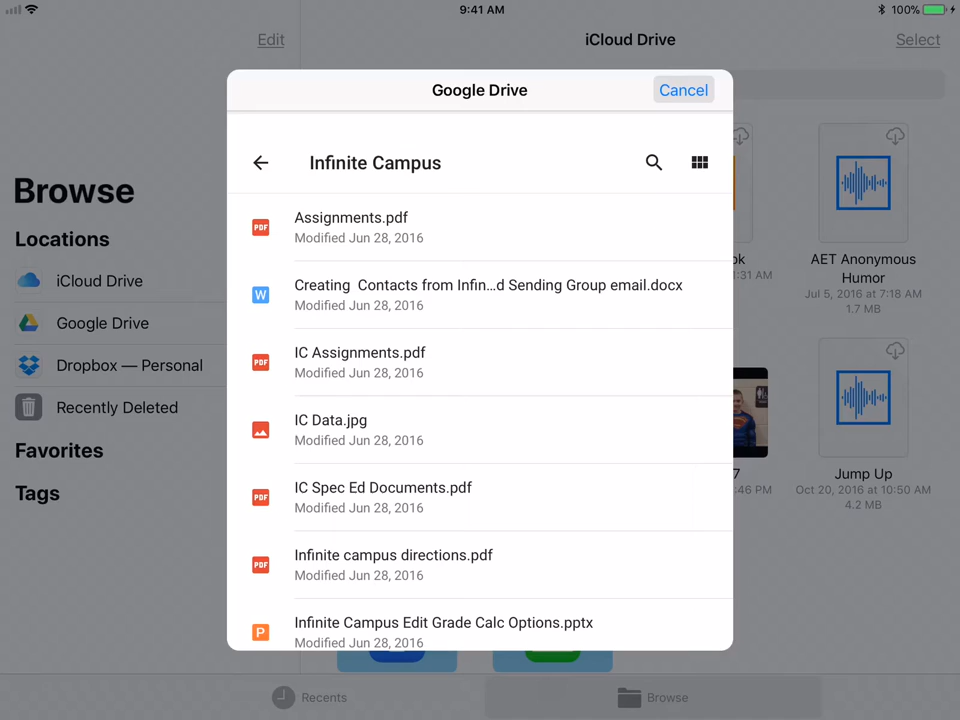 9:41 AM
100%
Edit
iCloud Drive
Select
Browse
Locations
iCloud Drive
Google Drive
Dropbox — Personal
Recently Deleted
Favorites
Tags
Google Drive
Cancel
Infinite Campus
PDF
Assignments.pdf
Modified Jun 28, 2016
W
Creating Contacts from Infin...d Sending Group email.docx
Modified Jun 28, 2016
PDF
IC Assignments.pdf
Modified Jun 28, 2016
IC Data.jpg
Modified Jun 28, 2016
PDF
IC Spec Ed Documents.pdf
Modified Jun 28, 2016
PDF
Infinite campus directions.pdf
Modified Jun 28, 2016
P
Infinite Campus Edit Grade Calc Options.pptx
Modified Jun 28, 2016
AET Anonymous
Humor
Jul 5, 2016 at 7:18 AM
1.7 MB
Jump Up
Oct 20, 2016 at 10:50 AM
4.2 MB
Recents
Browse